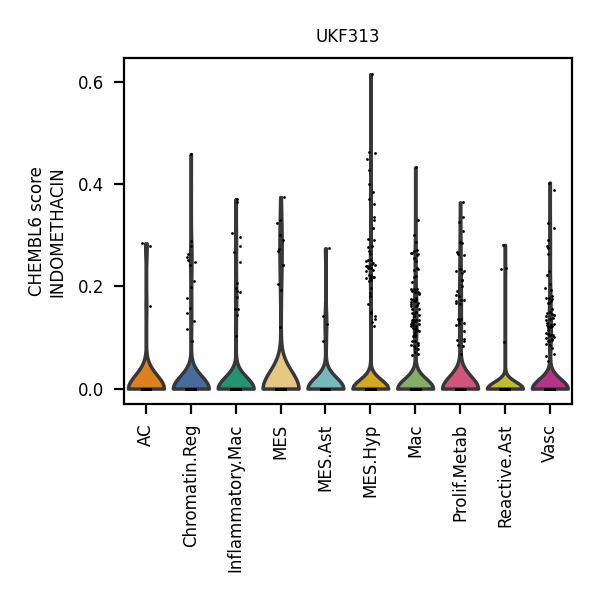 UKF313
CHEMBL6 score
INDOMETHACIN
0.6
0.4
0.2
0.0
AC
Chromatin.Reg
Inflammatory.Mac
MES
MES.Ast
MES.Hyp
Mac
Prolif.Metab
Reactive.Ast
Vasc